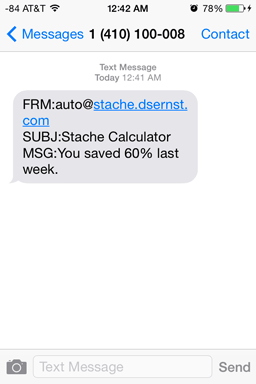 -84 AT&T 12:42 AM 78%
Messages 1 (410) 100-008 Contact
Text Message
Today 12:41 AM
FRM:auto@stache.dsernst.
com
SUBJ:Stache Calculator
MSG:You saved 60% last
week.
Text Message Send